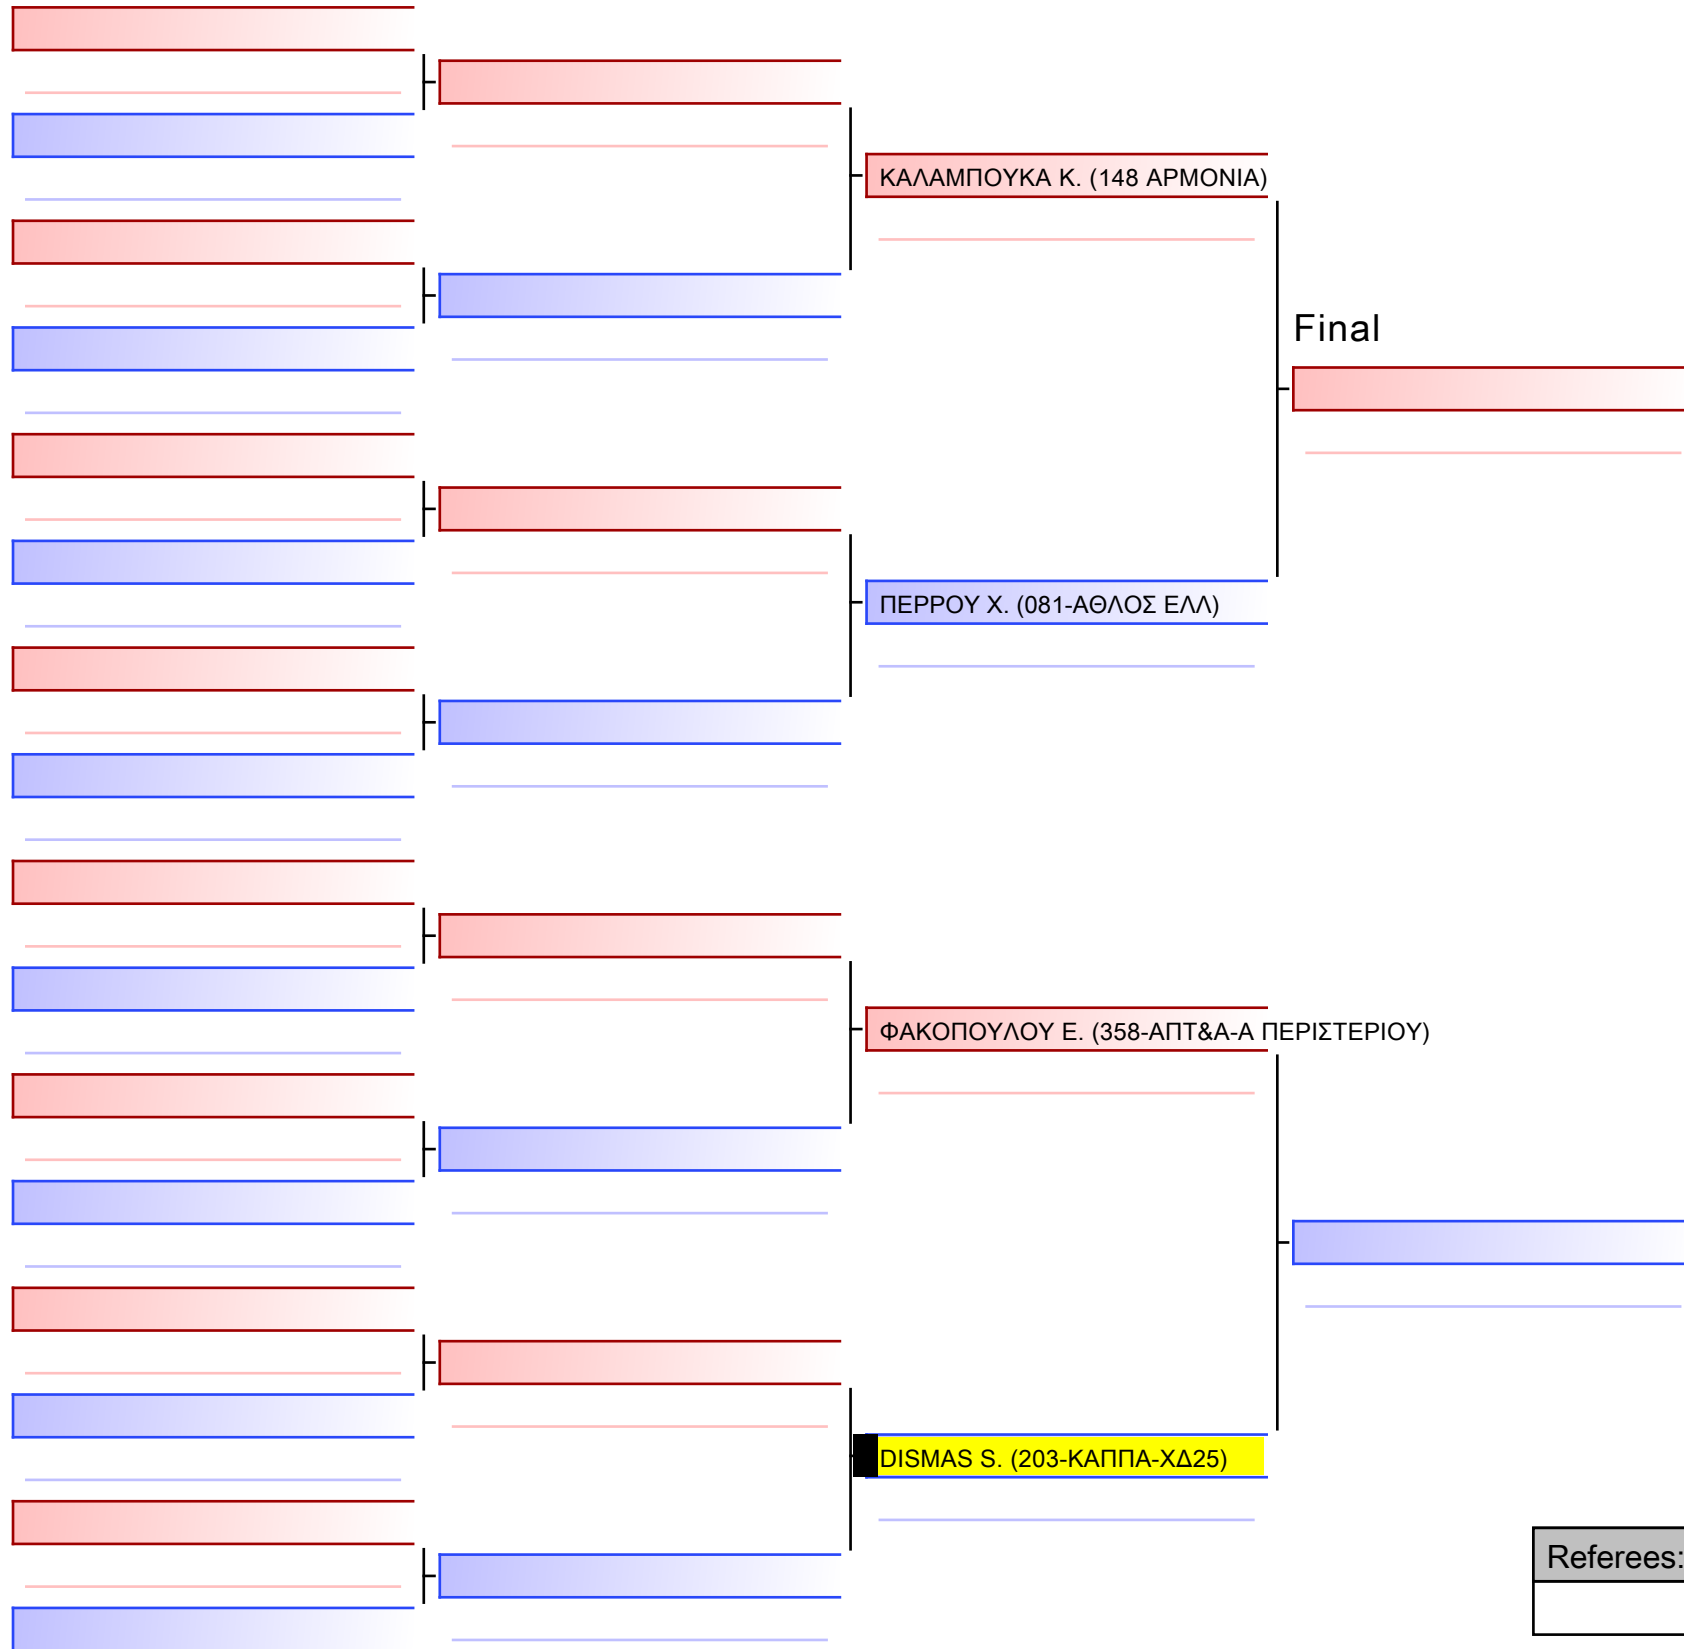 ΚΑΛΑΜΠΟΥΚΑ Κ. (148 ΑΡΜΟΝΙΑ)
Final
ΠΕΡΡΟΥ Χ. (081-ΑΘΛΟΣ ΕΛΛ)
ΦΑΚΟΠΟΥΛΟΥ Ε. (358-ΑΠΤ&Α-Α ΠΕΡΙΣΤΕΡΙΟΥ)
DISMAS S. (203-ΚΑΠΠΑ-ΧΔ25)
Referees: